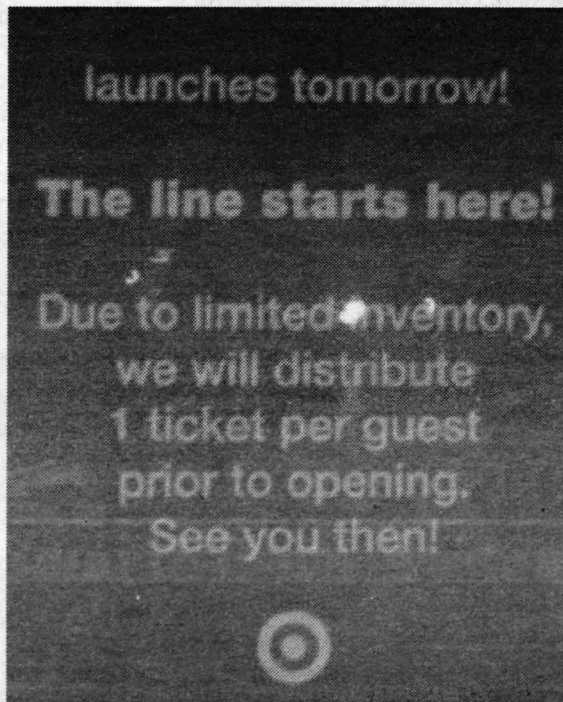 launches tomorrow!
The line starts here!
Due to limited inventory,
we will distribute
1 ticket per guest
prior to opening.
See you then!